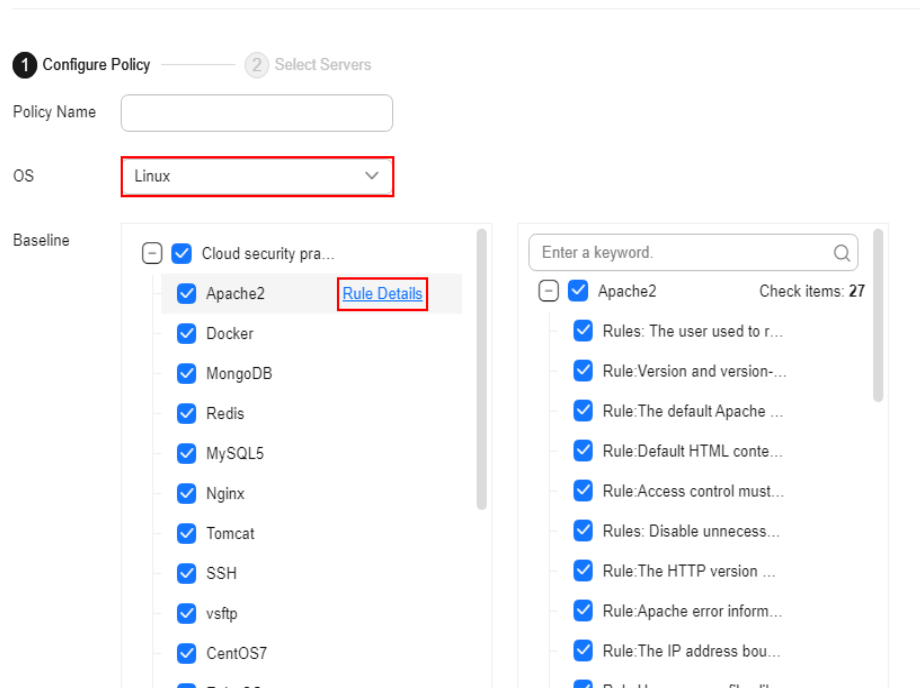 1 Configure Policy 2 Select Servers
Policy Name
OS Linux
Baseline
Cloud security pra...
Apache2 Rule Details
Docker
MongoDB
Redis
MySQL5
Nginx
Tomcat
SSH
vsftp
CentOS7
Enter a keyword.
Apache2 Check items: 27
Rules: The user used to r...
Rule:Version and version-...
Rule:The default Apache ...
Rule:Default HTML conte...
Rule:Access control must...
Rules: Disable unnecess...
Rule:The HTTP version ...
Rule:Apache error inform...
Rule:The IP address bou...